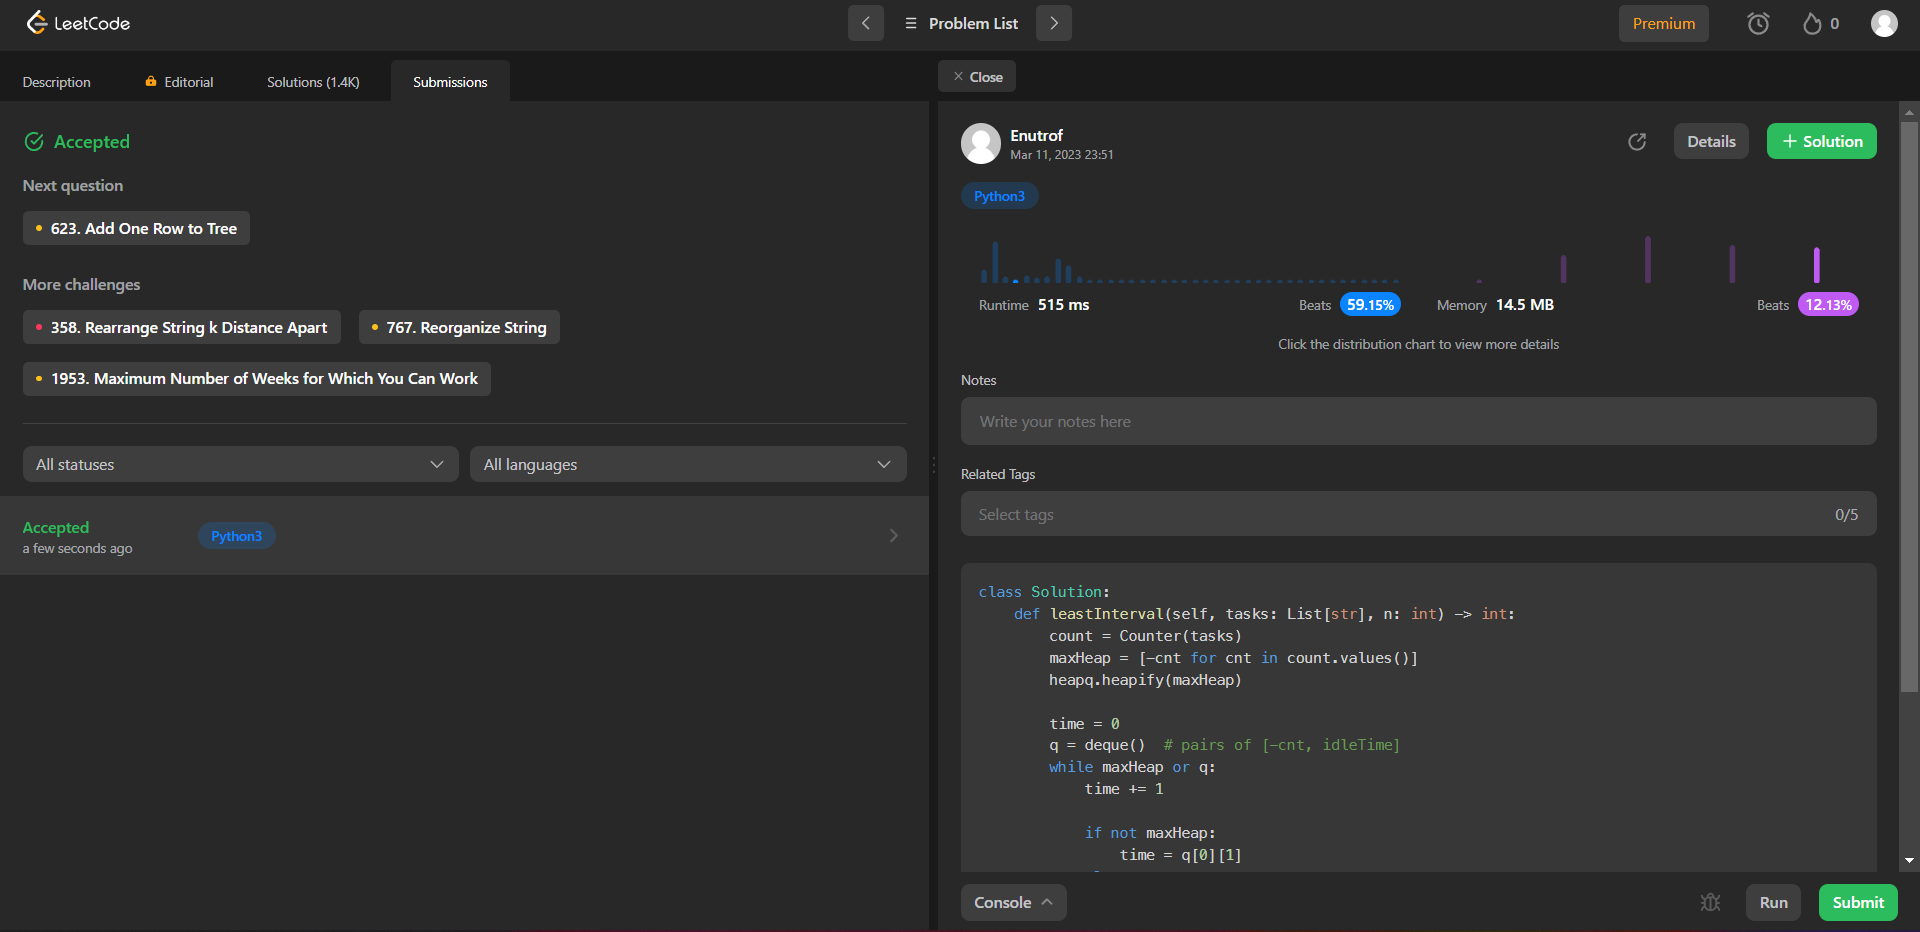 LeetCode
Problem List
Premium
0
Description
Editorial
Solutions (1.4K)
Submissions
Close
Accepted
Next question
623. Add One Row to Tree
More challenges
358. Rearrange String k Distance Apart
767. Reorganize String
1953. Maximum Number of Weeks for Which You Can Work
All statuses
All languages
Accepted
a few seconds ago
Python3
Enutrof
Mar 11, 2023 23:51
Details
Solution
Python3
Runtime 515 ms
Beats 59.15%
Memory 14.5 MB
Beats 12.13%
Click the distribution chart to view more details
Notes
Write your notes here
Related Tags
Select tags
0/5
class Solution:
    def leastInterval(self, tasks: List[str], n: int) -> int:
        count = Counter(tasks)
        maxHeap = [-cnt for cnt in count.values()]
        heapq.heapify(maxHeap)
        time = 0
        q = deque()  # pairs of [-cnt, idleTime]
        while maxHeap or q:
            time += 1
            if not maxHeap:
                time = q[0][1]
Console
Run
Submit